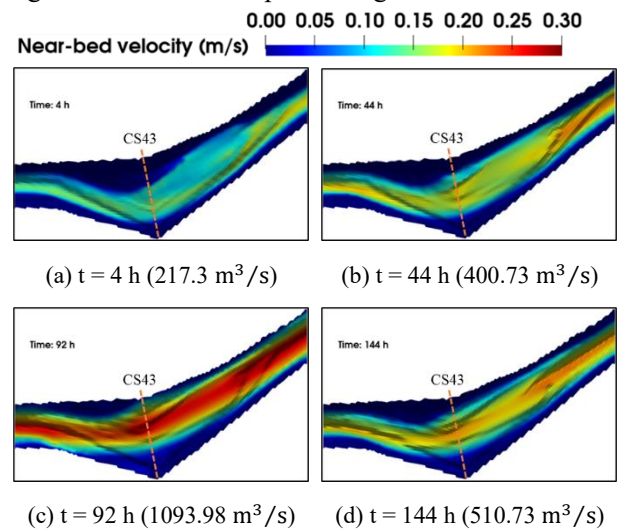 0.00 0.05 0.10 0.15 0.20 0.25 0.30
Near-bed velocity (m/s)
Time: 4 h
CS43
Time: 44 h
CS43
(a) t = 4 h (217.3 m³/s)
(b) t = 44 h (400.73 m³/s)
Time: 92 h
CS43
Time: 144 h
CS43
(c) t = 92 h (1093.98 m³/s)
(d) t = 144 h (510.73 m³/s)